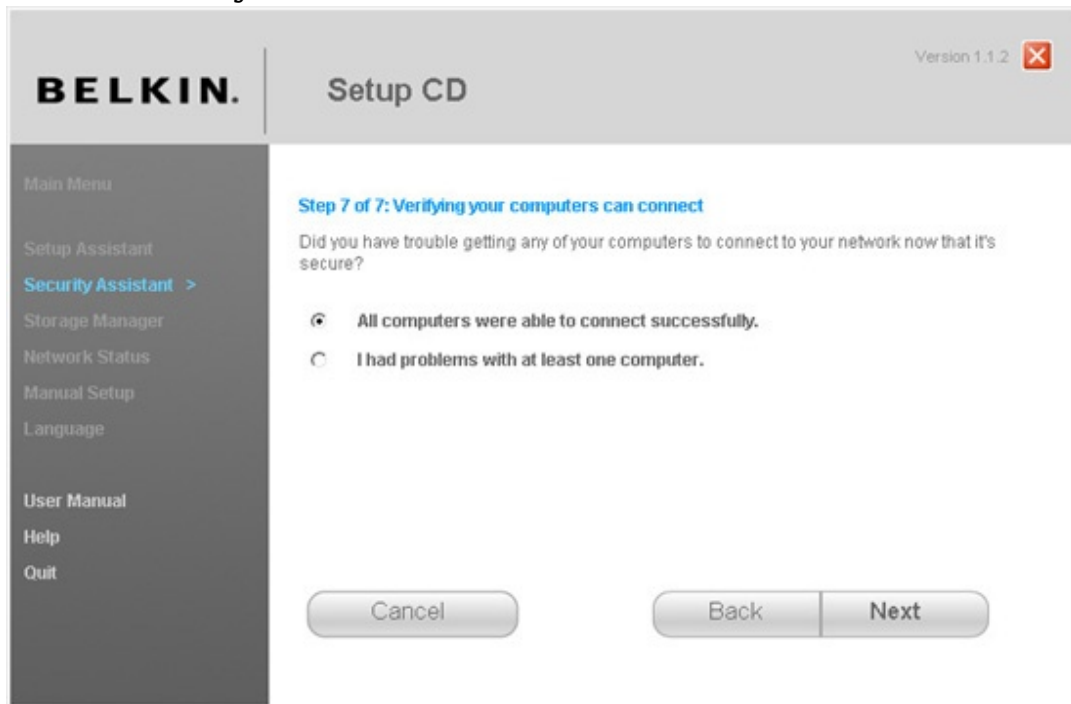 BELKIN.
Setup CD
Version 1.1.2
Main Menu
Setup Assistant
Security Assistant >
Storage Manager
Network Status
Manual Setup
Language
User Manual
Help
Quit
Step 7 of 7: Verifying your computers can connect
Did you have trouble getting any of your computers to connect to your network now that it's
secure?
All computers were able to connect successfully.
I had problems with at least one computer.
Cancel
Back
Next